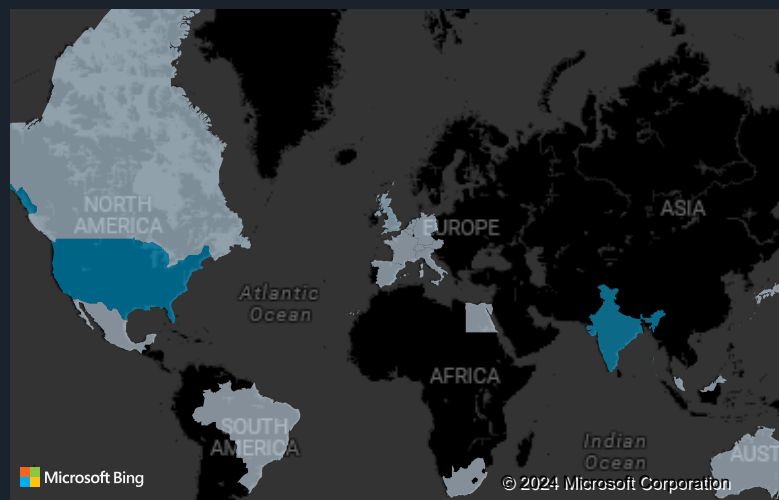 NORTH
AMERICA
EUROPE
ASIA
Atlantic
Ocean
AFRICA
SOUTH
AMERICA
Indian
Ocean
AUST
Microsoft Bing
© 2024 Microsoft Corporation